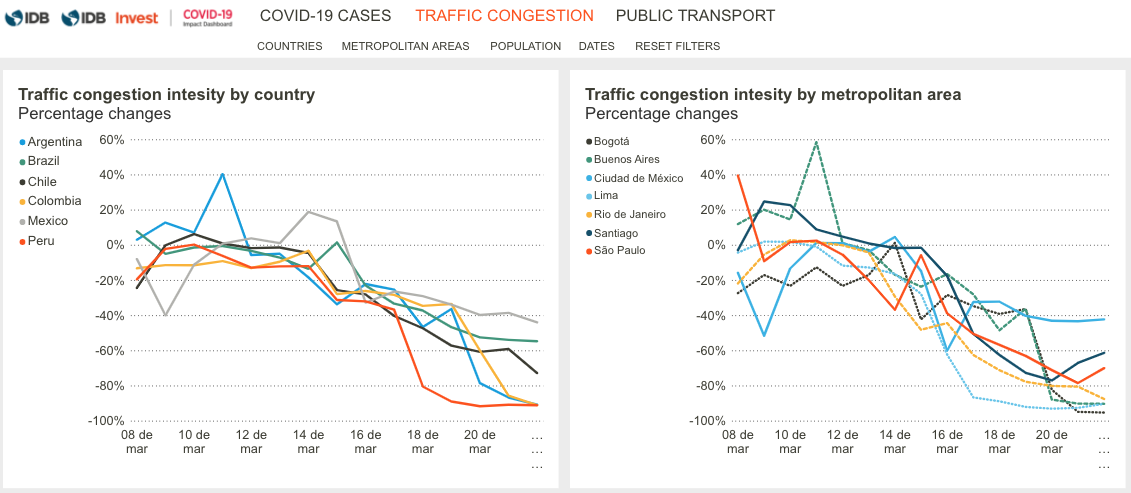 IDB IDB Invest COVID-19 Impact Dashboard
COVID-19 CASES TRAFFIC CONGESTION PUBLIC TRANSPORT
COUNTRIES METROPOLITAN AREAS POPULATION DATES RESET FILTERS
Traffic congestion intesity by country
Percentage changes
Argentina
Brazil
Chile
Colombia
Mexico
Peru
60%
40%
20%
0%
-20%
-40%
-60%
-80%
-100%
08 de mar
10 de mar
12 de mar
14 de mar
16 de mar
18 de mar
20 de mar
...
...
...
Traffic congestion intesity by metropolitan area
Percentage changes
Bogotá
Buenos Aires
Ciudad de México
Lima
Rio de Janeiro
Santiago
São Paulo
60%
40%
20%
0%
-20%
-40%
-60%
-80%
-100%
08 de mar
10 de mar
12 de mar
14 de mar
16 de mar
18 de mar
20 de mar
...
...
...